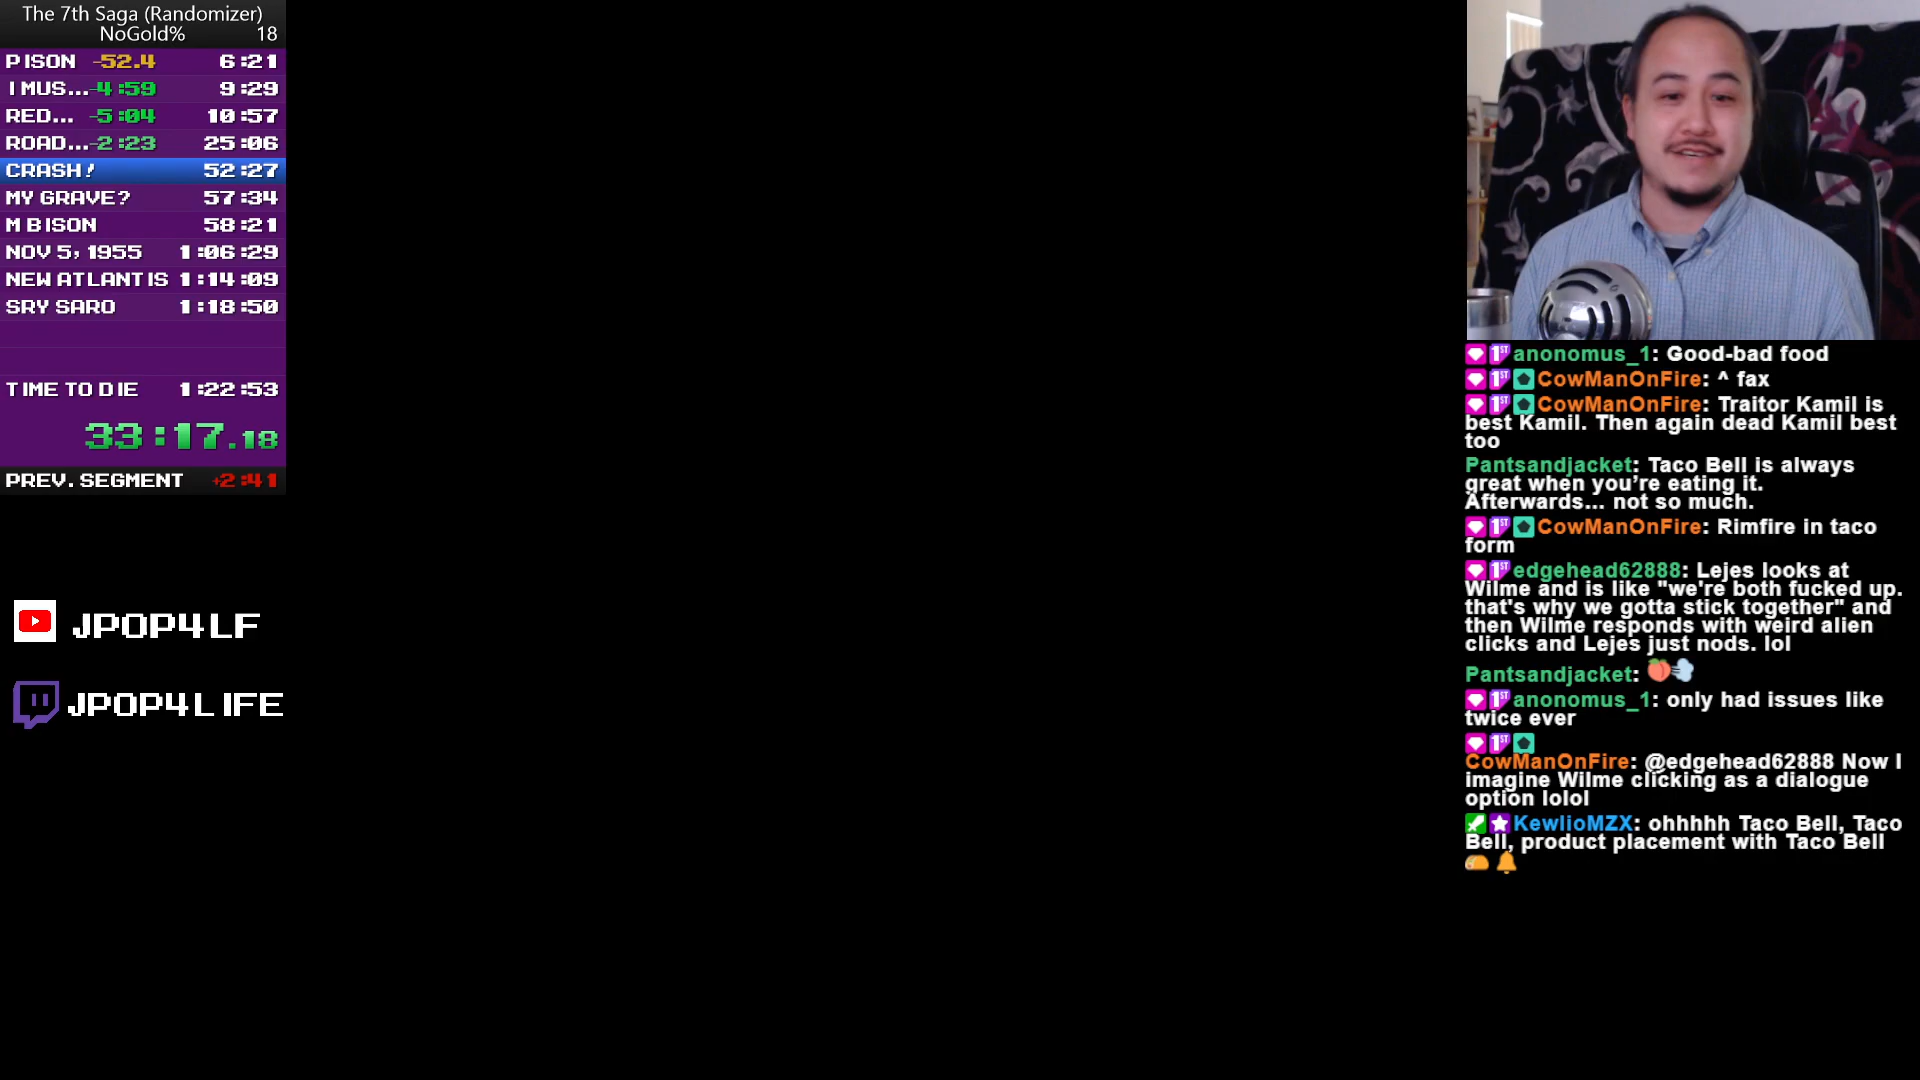 The 7th Saga (Randomizer)
NoGold% 18
PISON -52.4 6:21
I MUS... -4:59 9:29
RED... -5:04 10:57
ROAD... -2:23 25:06
CRASH! 52:27
MY GRAVE? 57:34
M BISON 58:21
NOV 5, 1955 1:06:29
NEW ATLANTIS 1:14:09
SRY SARO 1:18:50
TIME TO DIE 1:22:53
33:17.18
PREV. SEGMENT +2:41
JPOP4LF
JPOP4LIFE
1ST anonomus_1: Good-bad food
1ST CowManOnFire: ^ fax
1ST CowManOnFire: Traitor Kamil is
best Kamil. Then again dead Kamil best
too
Pantsandjacket: Taco Bell is always
great when you're eating it.
Afterwards... not so much.
1ST CowManOnFire: Rimfire in taco
form
1ST edgehead62888: Lejes looks at
Wilme and is like "we're both fucked up.
that's why we gotta stick together" and
then Wilme responds with weird alien
clicks and Lejes just nods. lol
Pantsandjacket: 🍑💨
1ST anonomus_1: only had issues like
twice ever
1ST
CowManOnFire: @edgehead62888 Now I
imagine Wilme clicking as a dialogue
option lolol
KewlioMZX: ohhhhh Taco Bell, Taco
Bell, product placement with Taco Bell
🌮 🔔